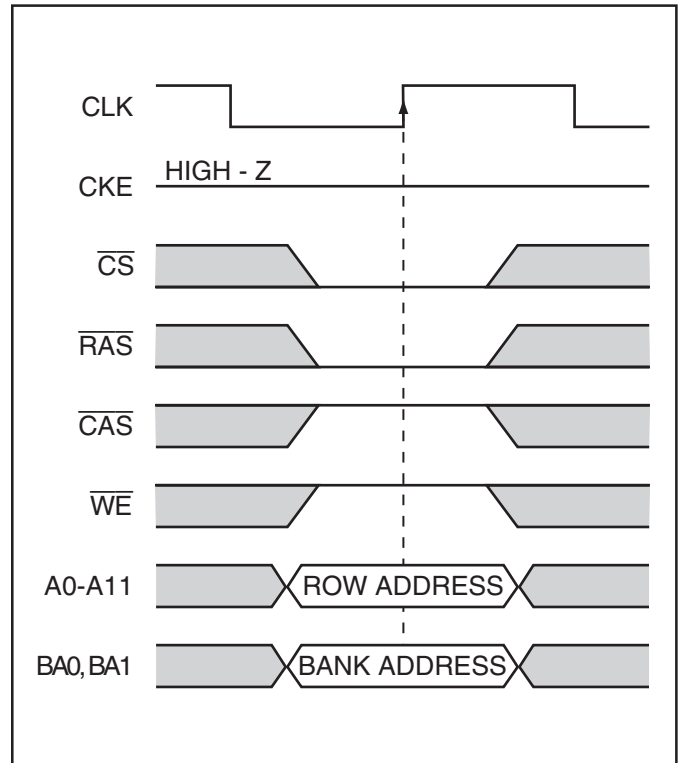 CLK
HIGH - Z
CKE
CS
RAS
CAS
WE
A0-A11
ROW ADDRESS
BA0, BA1
BANK ADDRESS